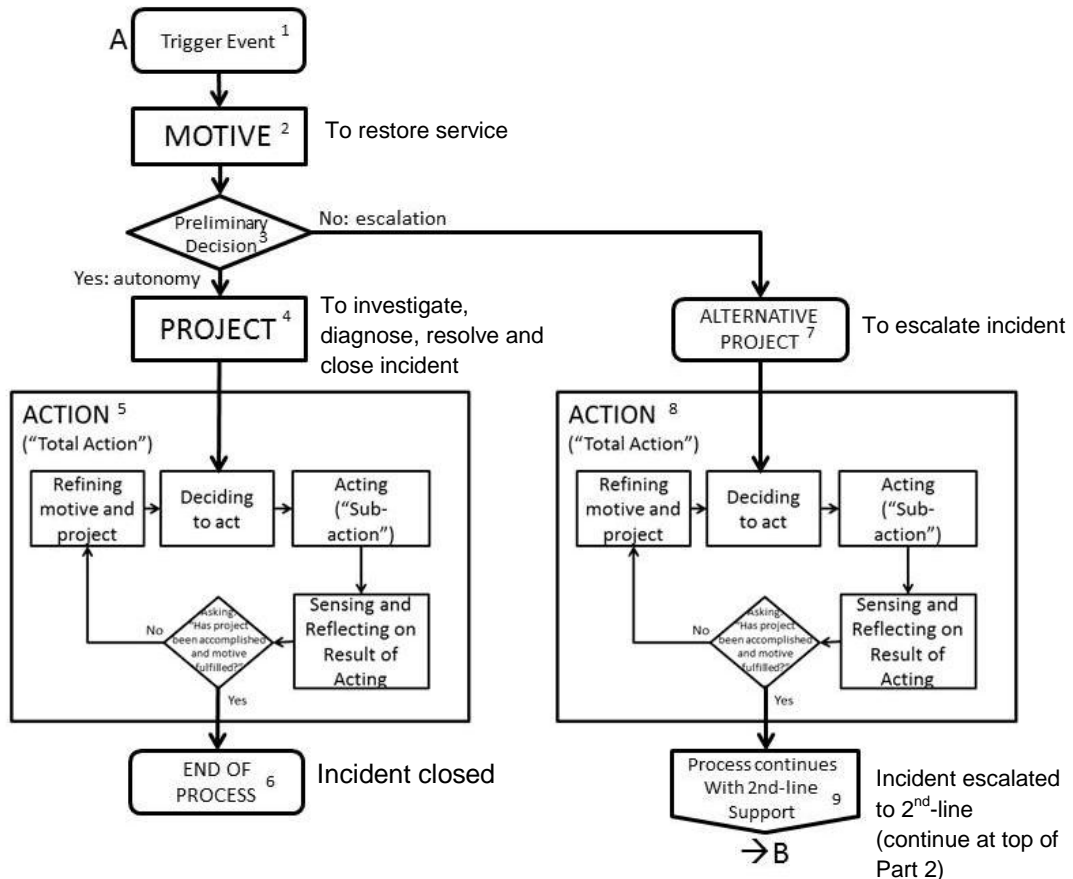 A
Trigger Event 1
MOTIVE 2
To restore service
Preliminary
Decision 3
No: escalation
Yes: autonomy
PROJECT 4
To investigate,
diagnose, resolve and
close incident
ALTERNATIVE
PROJECT 7
To escalate incident
ACTION 5
("Total Action")
Refining
motive and
project
Deciding
to act
Acting
("Sub-
action")
Sensing and
Reflecting on
Result of
Acting
Asking:
"Has project
been accomplished
and motive
fulfilled?"
No
Yes
END OF
PROCESS 6
Incident closed
ACTION 8
("Total Action")
Refining
motive and
project
Deciding
to act
Acting
("Sub-
action")
Sensing and
Reflecting on
Result of
Acting
Asking:
"Has project
been accomplished
and motive
fulfilled?"
No
Yes
Process continues
With 2nd-line
Support 9
→B
Incident escalated
to 2nd-line
(continue at top of
Part 2)